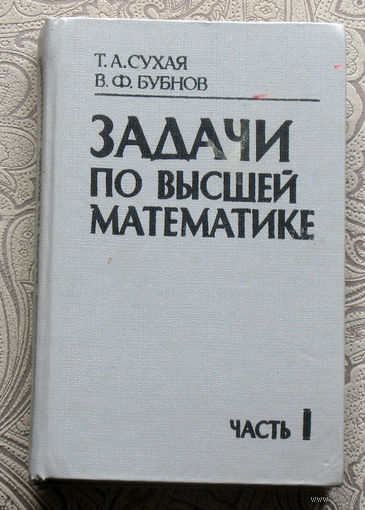 Т. А. СУХАЯ
В. Ф. БУБНОВ
ЗАДАЧИ
ПО ВЫСШЕЙ
МАТЕМАТИКЕ
ЧАСТЬ I